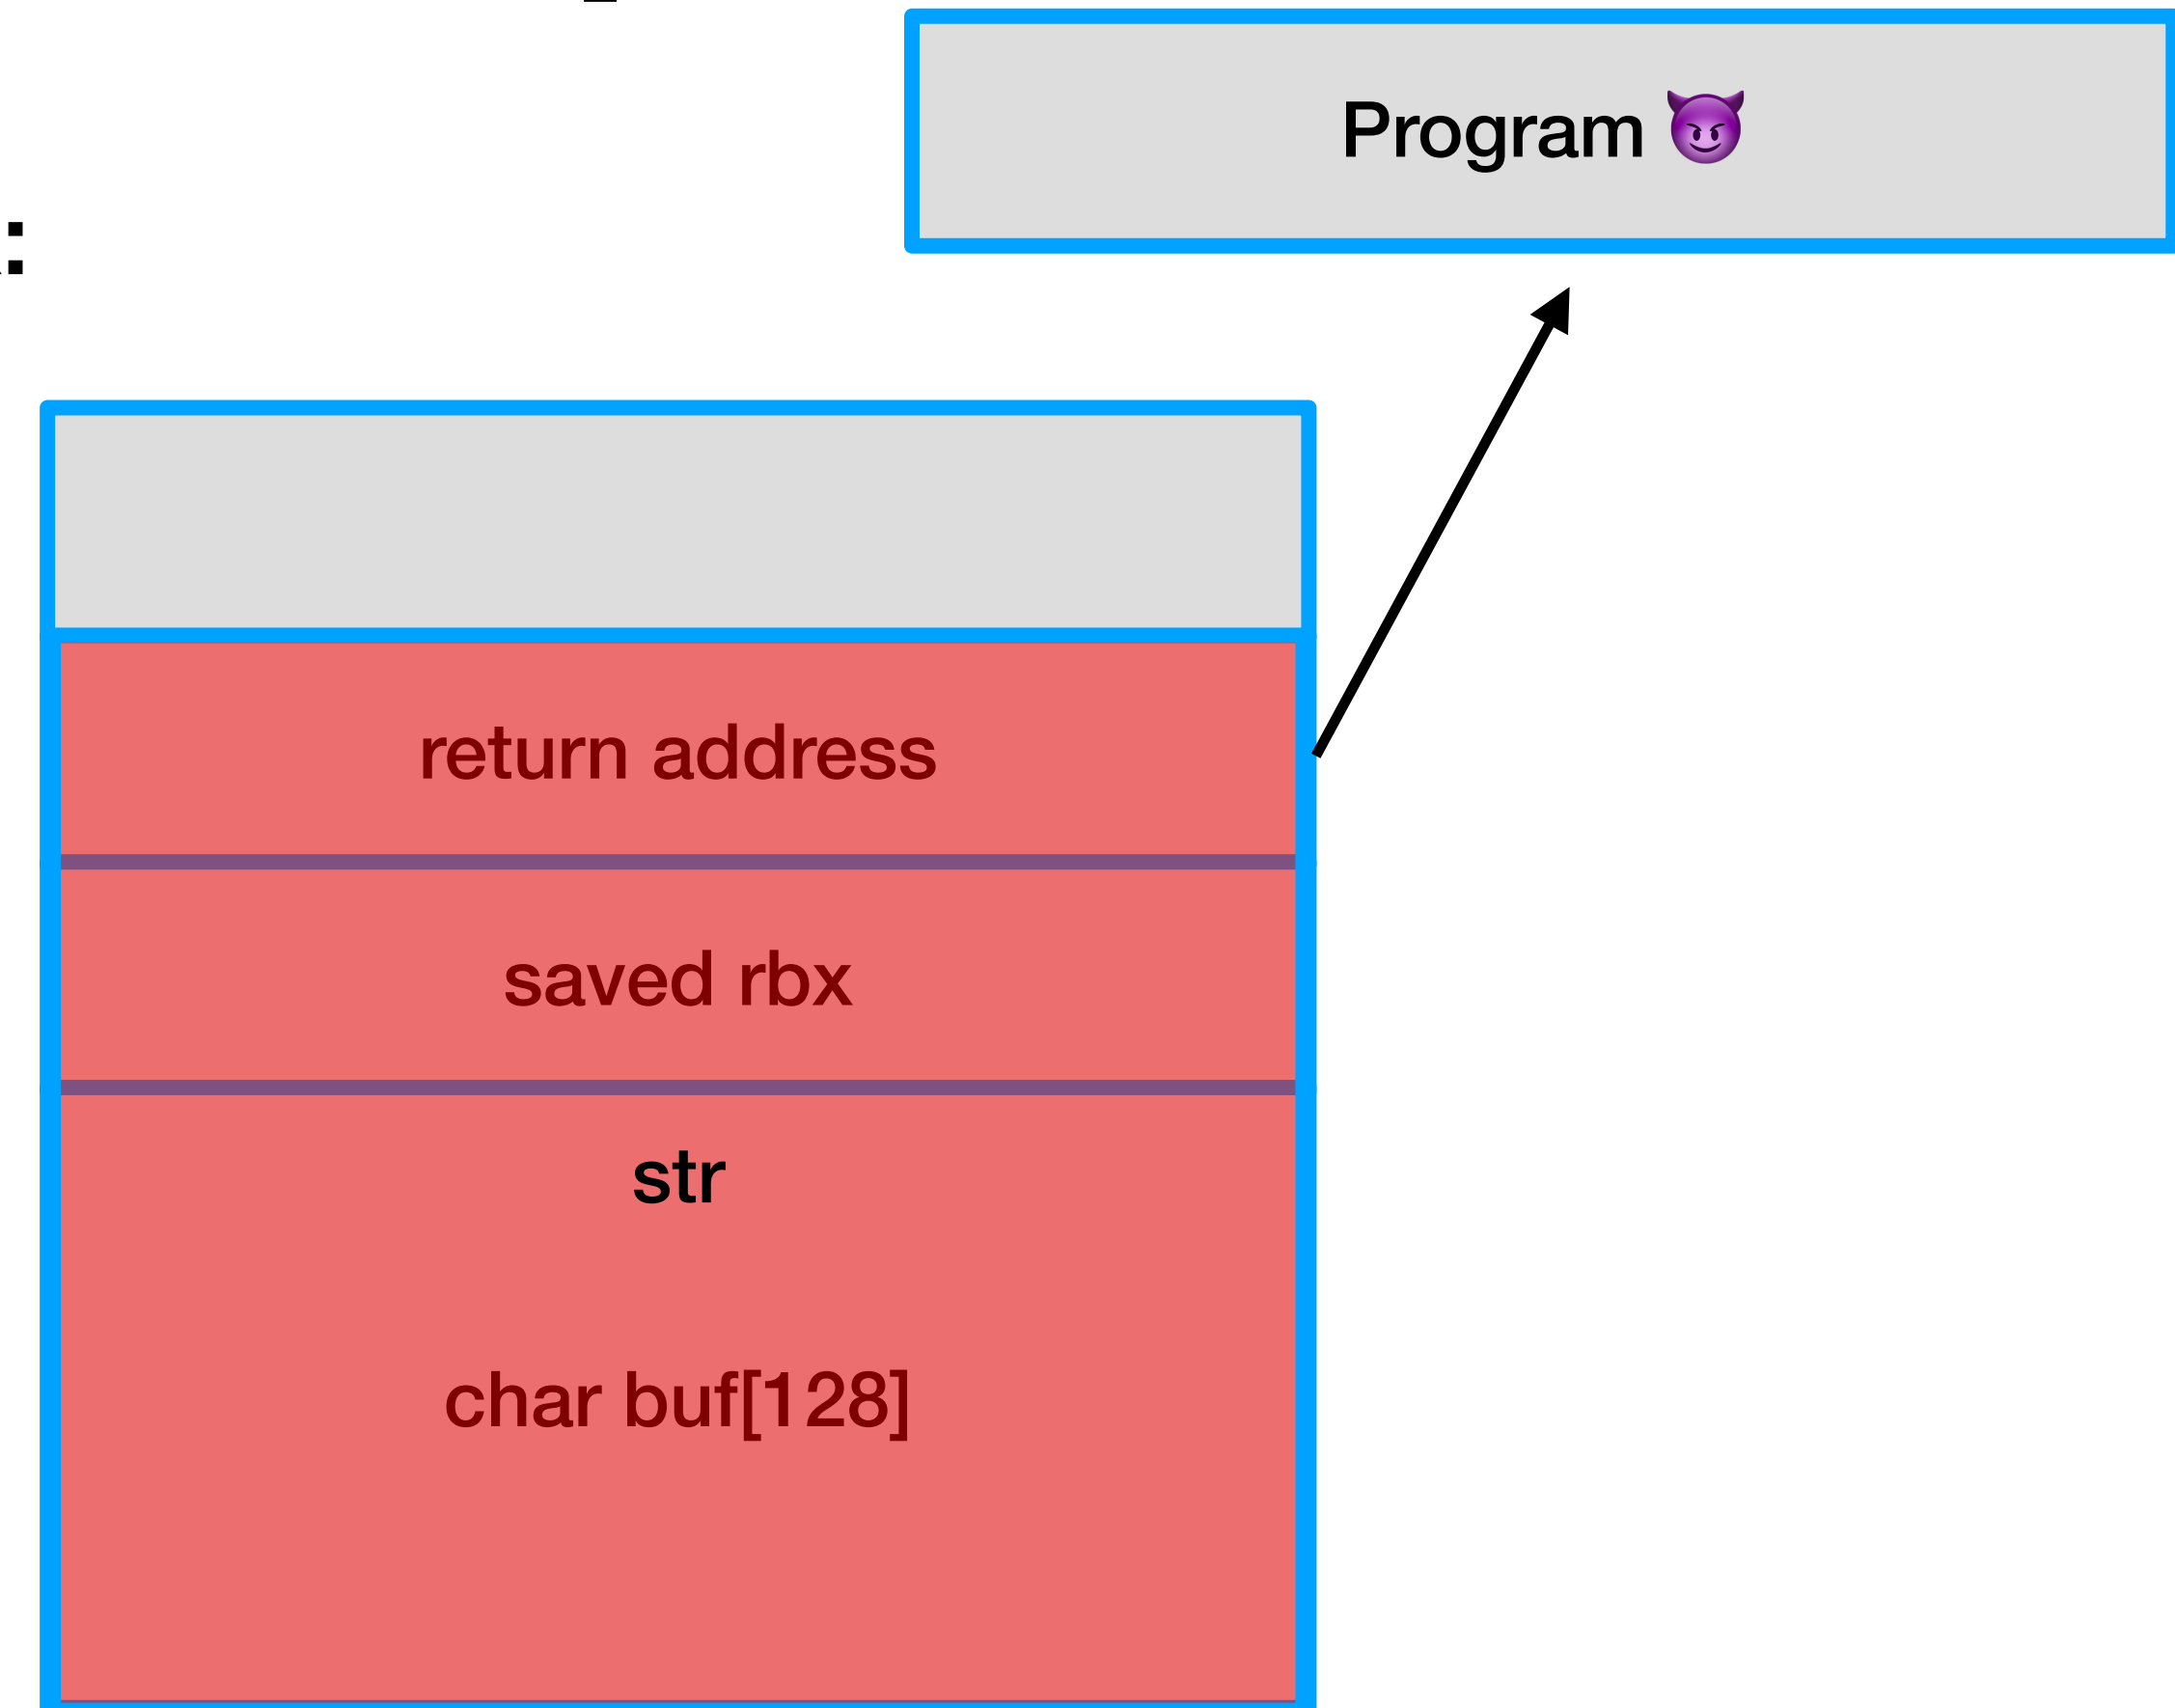 Program 😈
:
return address
saved rbx
str
char buf[128]